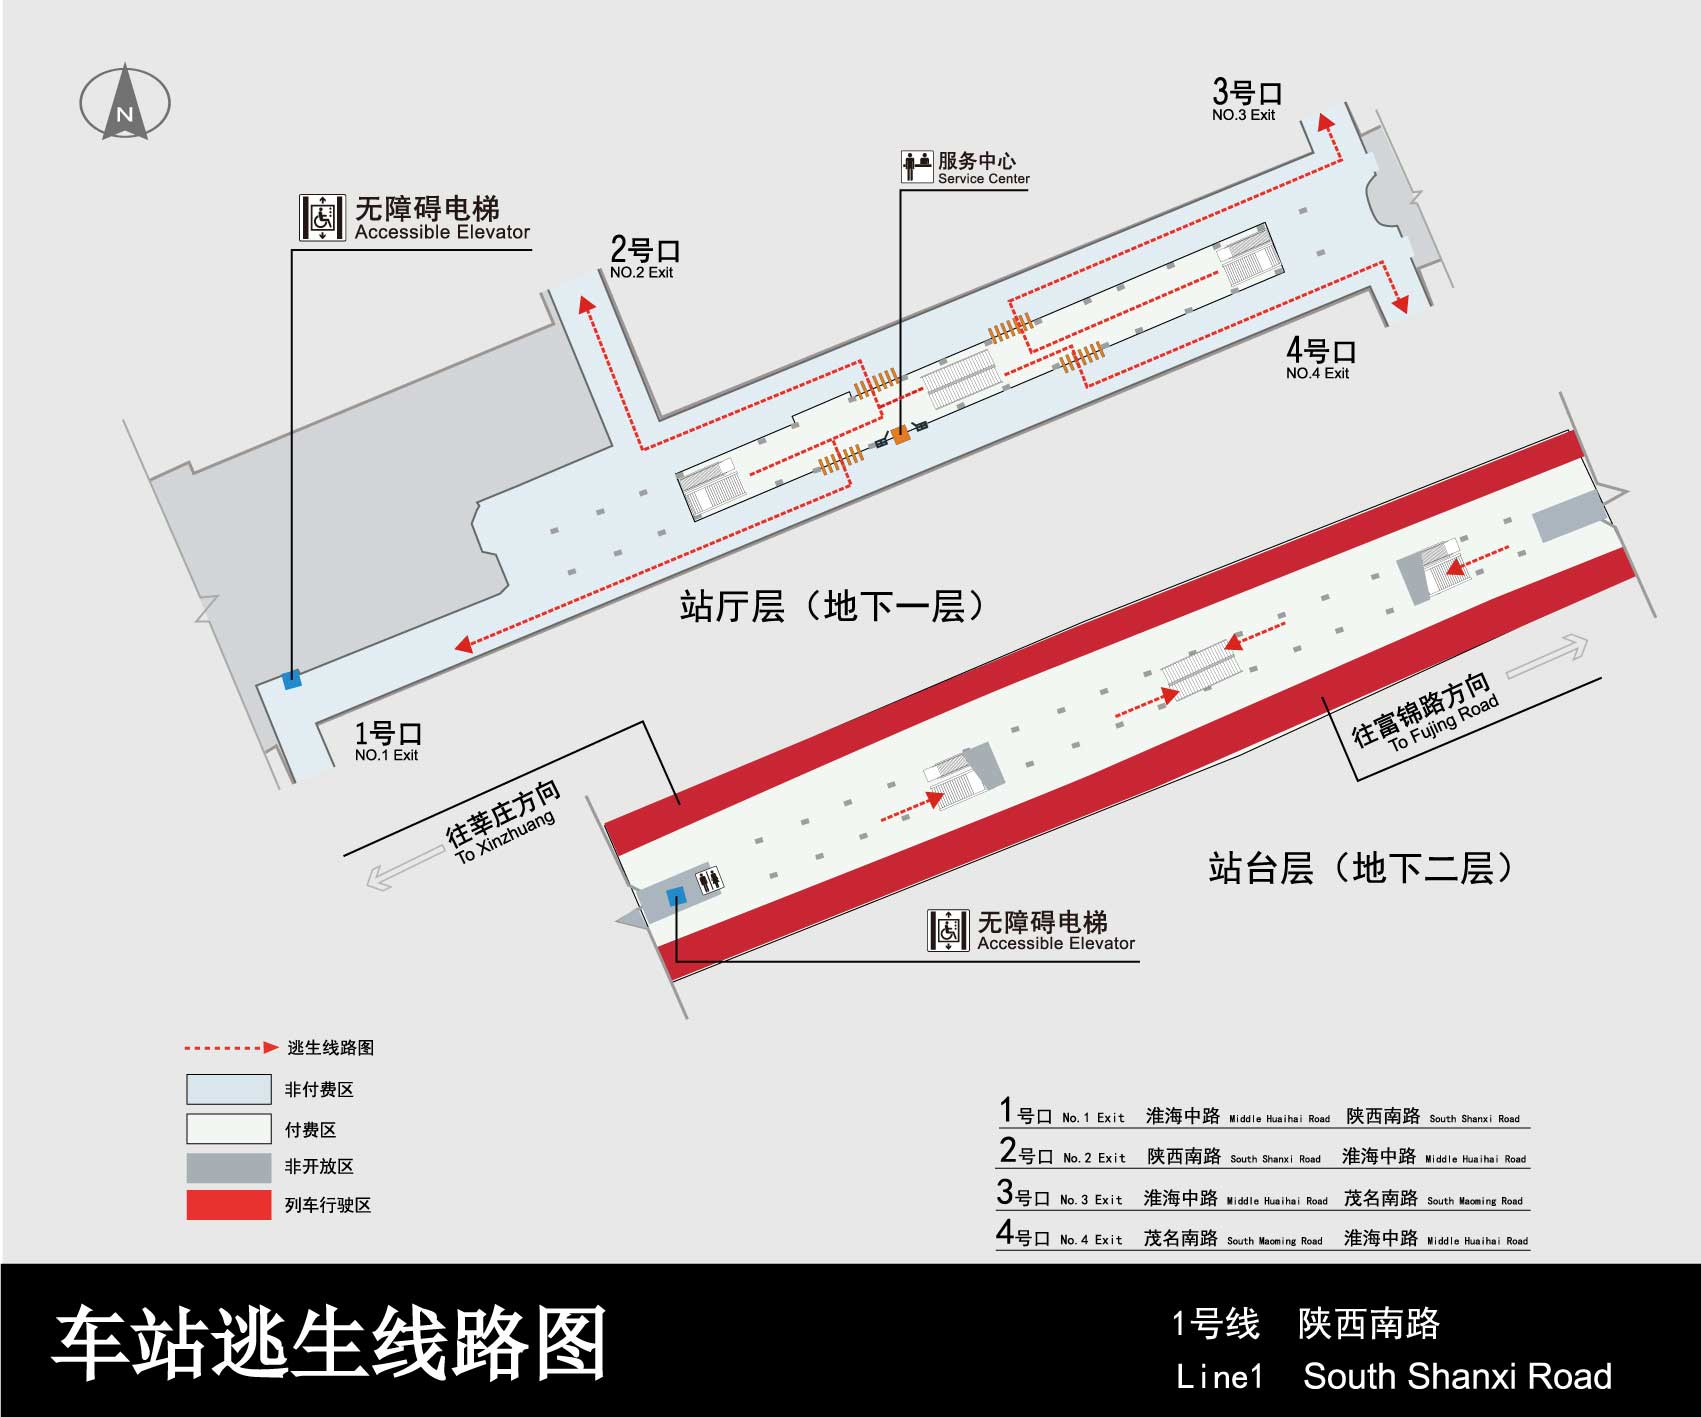 N
3号口
NO.3 Exit
服务中心
Service Center
无障碍电梯
Accessible Elevator
2号口
NO.2 Exit
4号口
NO.4 Exit
站厅层（地下一层）
1号口
NO.1 Exit
往富锦路方向
To Fujing Road
往莘庄方向
To Xinzhuang
站台层（地下二层）
无障碍电梯
Accessible Elevator
逃生线路图
非付费区
付费区
非开放区
列车行驶区
1号口 No.1 Exit 淮海中路 Middle Huaihai Road 陕西南路 South Shanxi Road
2号口 No.2 Exit 陕西南路 South Shanxi Road 淮海中路 Middle Huaihai Road
3号口 No.3 Exit 淮海中路 Middle Huaihai Road 茂名南路 South Maoming Road
4号口 No.4 Exit 茂名南路 South Maoming Road 淮海中路 Middle Huaihai Road
车站逃生线路图
1号线 陕西南路
Line1 South Shanxi Road